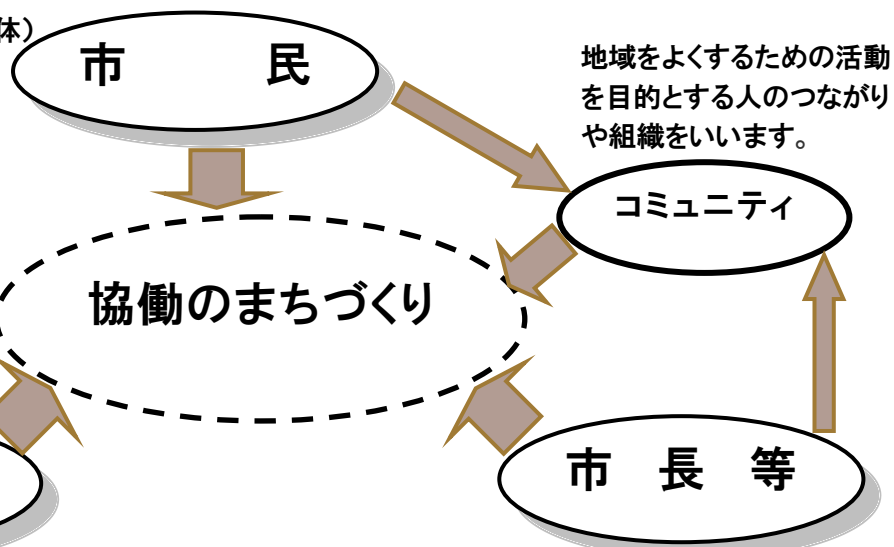 体）
市　　民
地域をよくするための活動
を目的とする人のつながり
や組織をいいます。
コミュニティ
協働のまちづくり
市　長　等